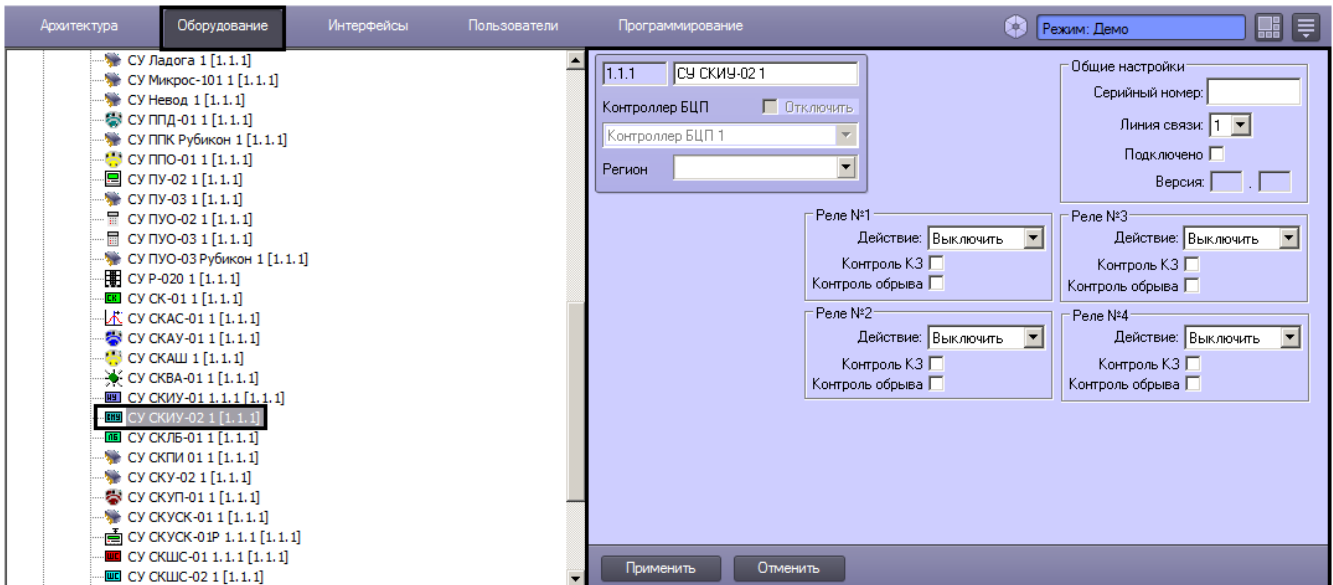 Архитектура Оборудование Интерфейсы Пользователи Программирование Режим: Демо
СУ Ладога 1 [1.1.1]
СУ Микрос-101 1 [1.1.1]
СУ Невод 1 [1.1.1]
СУ ППД-01 1 [1.1.1]
СУ ППК Рубикон 1 [1.1.1]
СУ ППО-01 1 [1.1.1]
СУ ПУ-02 1 [1.1.1]
СУ ПУ-03 1 [1.1.1]
СУ ПУО-02 1 [1.1.1]
СУ ПУО-03 1 [1.1.1]
СУ ПУО-03 Рубикон 1 [1.1.1]
СУ Р-020 1 [1.1.1]
СУ СК-01 1 [1.1.1]
СУ СКАС-01 1 [1.1.1]
СУ СКАУ-01 1 [1.1.1]
СУ СКАШ 1 [1.1.1]
СУ СКВА-01 1 [1.1.1]
СУ СКИУ-01 1.1.1 [1.1.1]
СУ СКИУ-02 1 [1.1.1]
СУ СКЛБ-01 1 [1.1.1]
СУ СКПИ 01 1 [1.1.1]
СУ СКУ-02 1 [1.1.1]
СУ СКУП-01 1 [1.1.1]
СУ СКУСК-01 1 [1.1.1]
СУ СКУСК-01Р 1.1.1 [1.1.1]
СУ СКШС-01 1.1.1 [1.1.1]
СУ СКШС-02 1 [1.1.1]
1.1.1 СУ СКИУ-02 1
Контроллер БЦП Отключить
Контроллер БЦП 1
Регион
Общие настройки
Серийный номер:
Линия связи: 1
Подключено
Версия: .
Реле №1
Действие: Выключить
Контроль КЗ
Контроль обрыва
Реле №3
Действие: Выключить
Контроль КЗ
Контроль обрыва
Реле №2
Действие: Выключить
Контроль КЗ
Контроль обрыва
Реле №4
Действие: Выключить
Контроль КЗ
Контроль обрыва
Применить Отменить